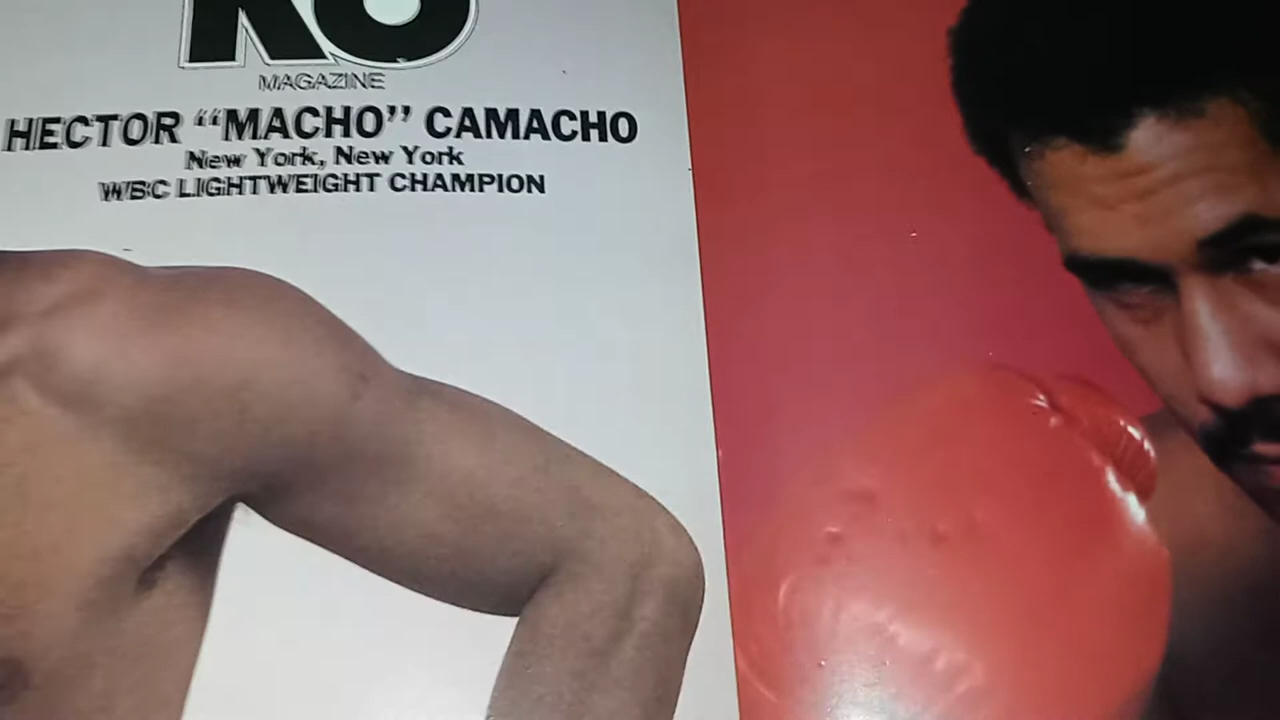 KO
MAGAZINE
HECTOR “MACHO” CAMACHO
New York, New York
WBC LIGHTWEIGHT CHAMPION